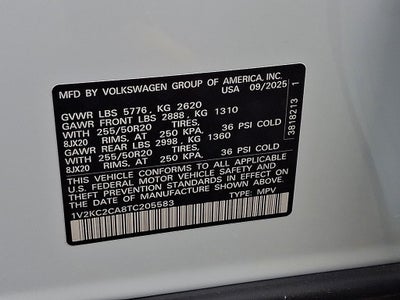 MFD BY VOLKSWAGEN GROUP OF AMERICA, INC.
USA 09/2025
GVWR LBS 5776, KG 2620
GAWR FRONT LBS 2888, KG 1310
255/50R20 TIRES,
8JX20 RIMS, AT 250 KPA. 36 PSI COLD
GAWR REAR LBS 2998, KG 1360
255/50R20 TIRES,
8JX20 RIMS, AT 250 KPA. 36 PSI COLD
THIS VEHICLE CONFORMS TO ALL APPLICABLE
U.S. FEDERAL MOTOR VEHICLE SAFETY, BUMPER, AND
THEFT PREVENTION STANDARDS IN EFFECT ON THE
DATE OF MANUFACTURE SHOWN ABOVE.
1V2KC2CA8TC205583 TYPE: MPV
3818213 1